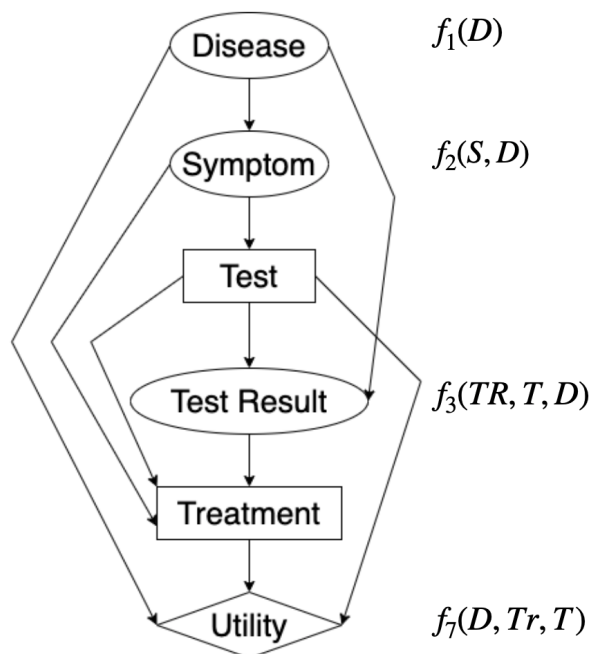 Disease
f₁(D)
Symptom
f₂(S, D)
Test
Test Result
f₃(TR, T, D)
Treatment
Utility
f₇(D, Tr, T)